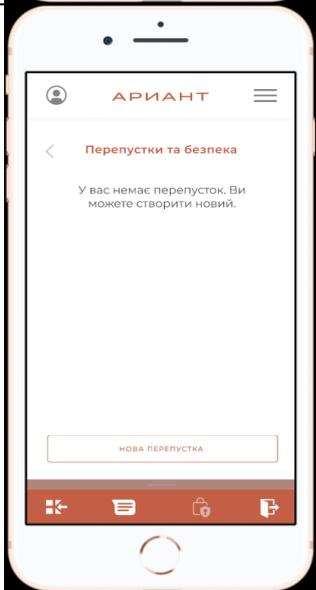 АРИАНТ
Перепустки та безпека
У вас немає перепусток. Ви
можете створити новий.
НОВА ПЕРЕПУСТКА